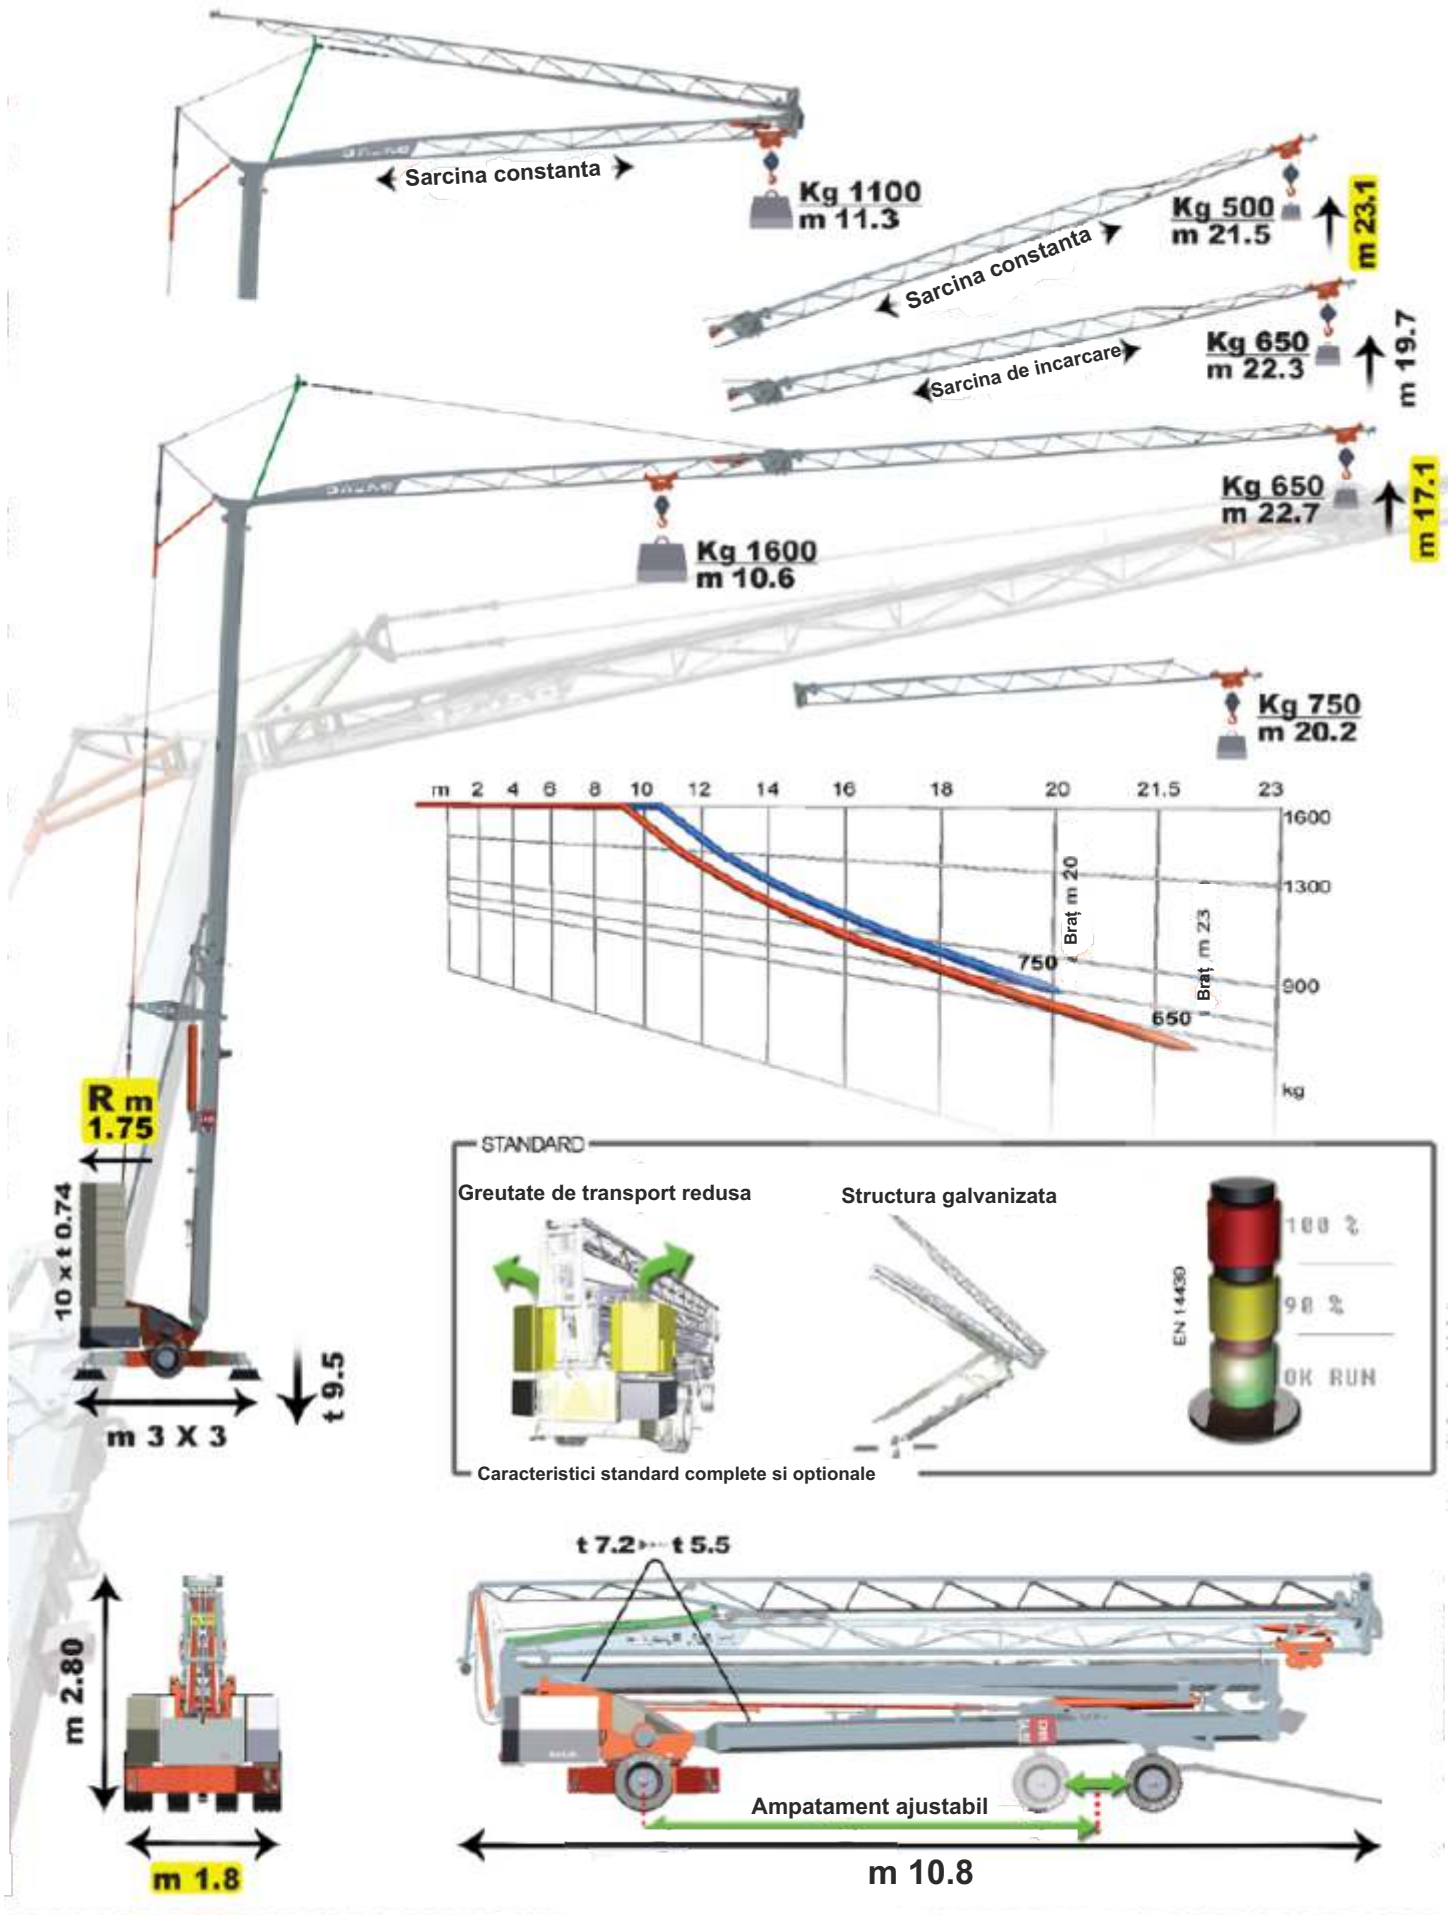 Sarcina constanta
Kg 1100
m 11.3
Kg 500
m 21.5
m 23.1
Sarcina constanta
Kg 650
m 22.3
m 19.7
Sarcina de incarcare
Kg 650
m 22.7
m 17.1
Kg 1600
m 10.6
Kg 750
m 20.2
m 2 4 6 8 10 12 14 16 18 20 21,5 23
1600
1300
900
kg
Braț m 20
Braț m 23
750
650
R m
1.75
10 x t 0.74
t 9.5
m 3 X 3
STANDARD
Greutate de transport redusa
Structura galvanizata
EN 14439
100 %
90 %
OK RUN
Caracteristici standard complete si optionale
t 7.2 t 5.5
m 2.80
m 1.8
Ampatament ajustabil
m 10.8